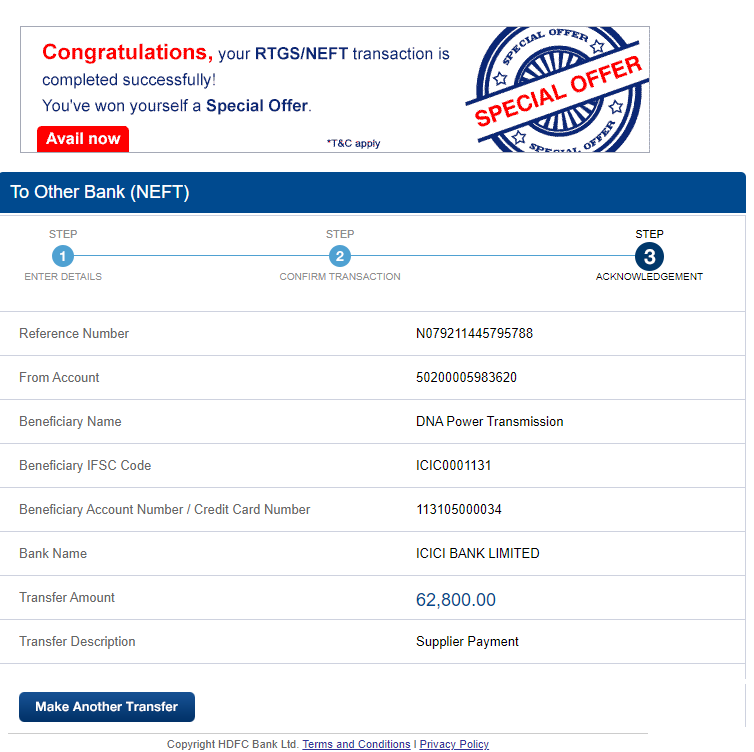 Congratulations, your RTGS/NEFT transaction is
completed successfully!
You've won yourself a Special Offer.
Avail now
*T&C apply
SPECIAL OFFER
SPECIAL OFFER
SPECIAL OFFER
To Other Bank (NEFT)
STEP STEP STEP
1 2 3
ENTER DETAILS CONFIRM TRANSACTION ACKNOWLEDGEMENT
Reference Number N079211445795788
From Account 50200005983620
Beneficiary Name DNA Power Transmission
Beneficiary IFSC Code ICIC0001131
Beneficiary Account Number / Credit Card Number 113105000034
Bank Name ICICI BANK LIMITED
Transfer Amount 62,800.00
Transfer Description Supplier Payment
Make Another Transfer
Copyright HDFC Bank Ltd. Terms and Conditions | Privacy Policy